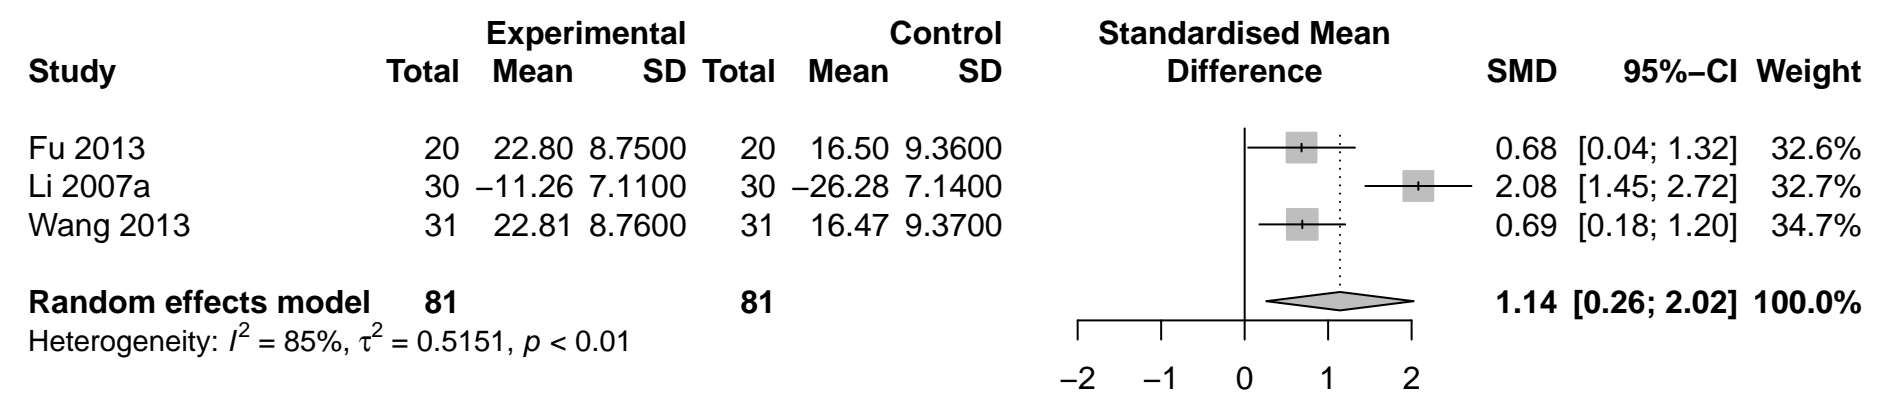 Experimental Control Standardised Mean
Study Total Mean SD Total Mean SD Difference SMD 95%−CI Weight
Fu 2013 20 22.80 8.7500 20 16.50 9.3600 0.68 [0.04; 1.32] 32.6%
Li 2007a 30 −11.26 7.1100 30 −26.28 7.1400 2.08 [1.45; 2.72] 32.7%
Wang 2013 31 22.81 8.7600 31 16.47 9.3700 0.69 [0.18; 1.20] 34.7%
Random effects model 81 81 1.14 [0.26; 2.02] 100.0%
Heterogeneity: I² = 85%, τ² = 0.5151, p < 0.01
−2 −1 0 1 2